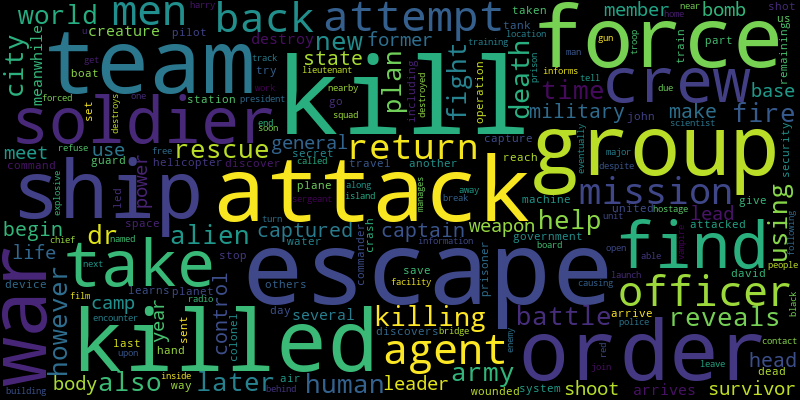 world men back attempt force
city creature pilot harry member bomb taken tank shot
meanwhile boat team destroy new former crew
try state kill plan fight death including
soldier station president time base
meet use rescue general military make fire
guard helicopter discover secret return group
power ship attack mission
begin dr alien captured captain weapon help lead
life take escape find using
however camp year control killing battle officer
war killed agent reveals
body also later human leader army shoot survivor
building way air wounded arrives head dead
device learns planet radio others save prisoner
film encounter sent colonel day several discovers bridge
last hand inside behind upon
stop space led set track one get work
lieutenant nearby squad called travel another
plane along island water crash commander
turn away break information manages facility
sergeant operation destroyed capture reach machine
government board united hostage attacked give
unit open able launch david people
causing police arrive enemy red join leave contact
system black security scientist major despite
eventually john due part train remaining
gun troop tell informs prison man location training near home
forced refuse free end soon explosive command chief named next
following